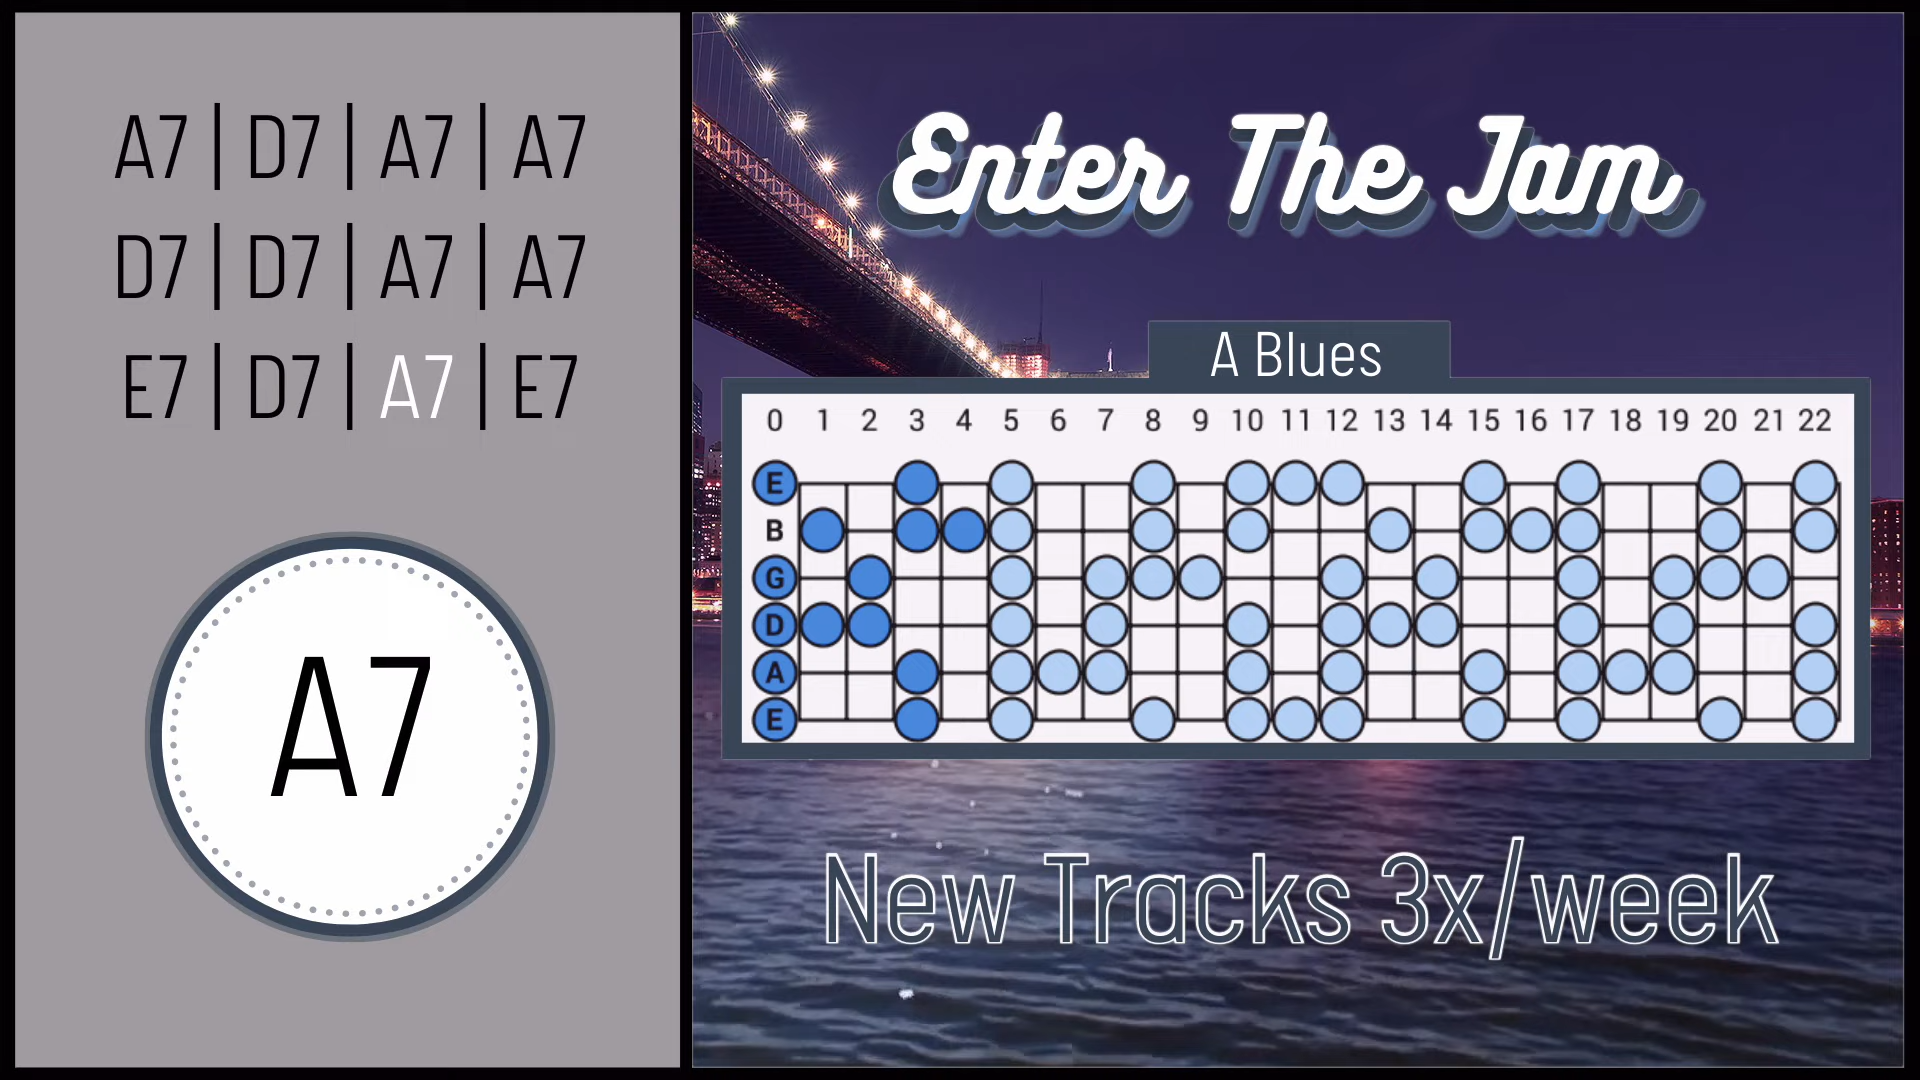 A7 | D7 | A7 | A7
D7 | D7 | A7 | A7
E7 | D7 | A7 | E7
A7
Enter The Jam
A Blues
0 1 2 3 4 5 6 7 8 9 10 11 12 13 14 15 16 17 18 19 20 21 22
E
B
G
D
A
E
New Tracks 3x/week